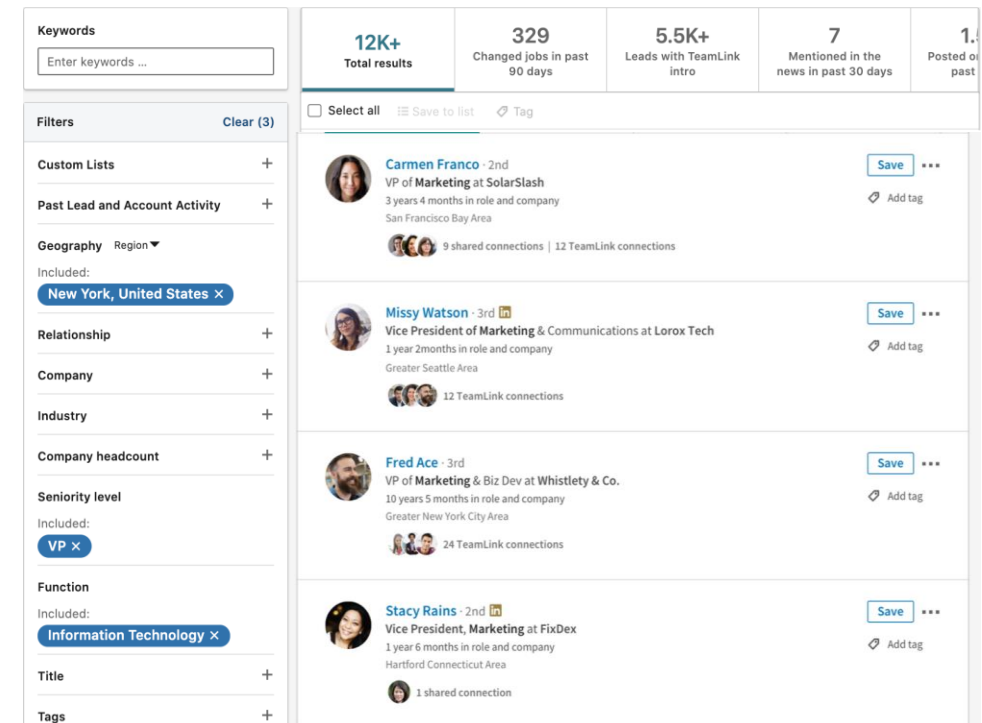 Keywords
Enter keywords ...
Filters
Clear (3)
Custom Lists
Past Lead and Account Activity
Geography Region
Included:
New York, United States ×
Relationship
Company
Industry
Company headcount
Seniority level
Included:
VP ×
Function
Included:
Information Technology ×
Title
Tags
12K+
Total results
329
Changed jobs in past
90 days
5.5K+
Leads with TeamLink
intro
7
Mentioned in the
news in past 30 days
1.
Posted
past
Select all
Save to list
Tag
Carmen Franco · 2nd
VP of Marketing at SolarSlash
3 years 4 months in role and company
San Francisco Bay Area
9 shared connections | 12 TeamLink connections
Save
Add tag
Missy Watson · 3rd in
Vice President of Marketing & Communications at Lorox Tech
1 year 2months in role and company
Greater Seattle Area
12 TeamLink connections
Save
Add tag
Fred Ace · 3rd
VP of Marketing & Biz Dev at Whistlety & Co.
10 years 5 months in role and company
Greater New York City Area
24 TeamLink connections
Save
Add tag
Stacy Rains · 2nd in
Vice President, Marketing at FixDex
1 year 6 months in role and company
Hartford Connecticut Area
1 shared connection
Save
Add tag